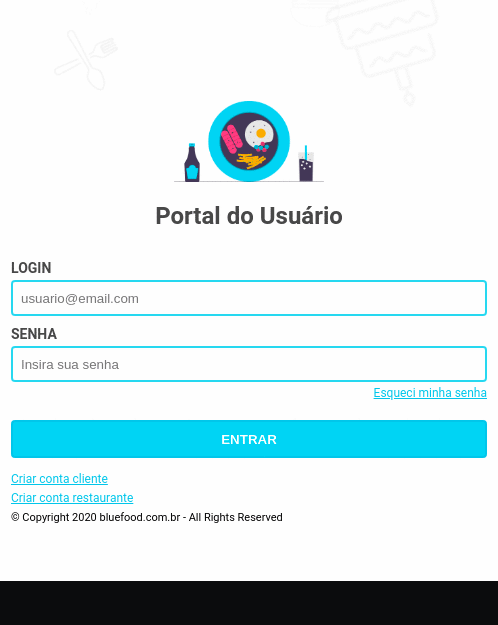 Portal do Usuário
LOGIN
usuario@email.com
SENHA
Insira sua senha
Esqueci minha senha
ENTRAR
Criar conta cliente
Criar conta restaurante
© Copyright 2020 bluefood.com.br - All Rights Reserved